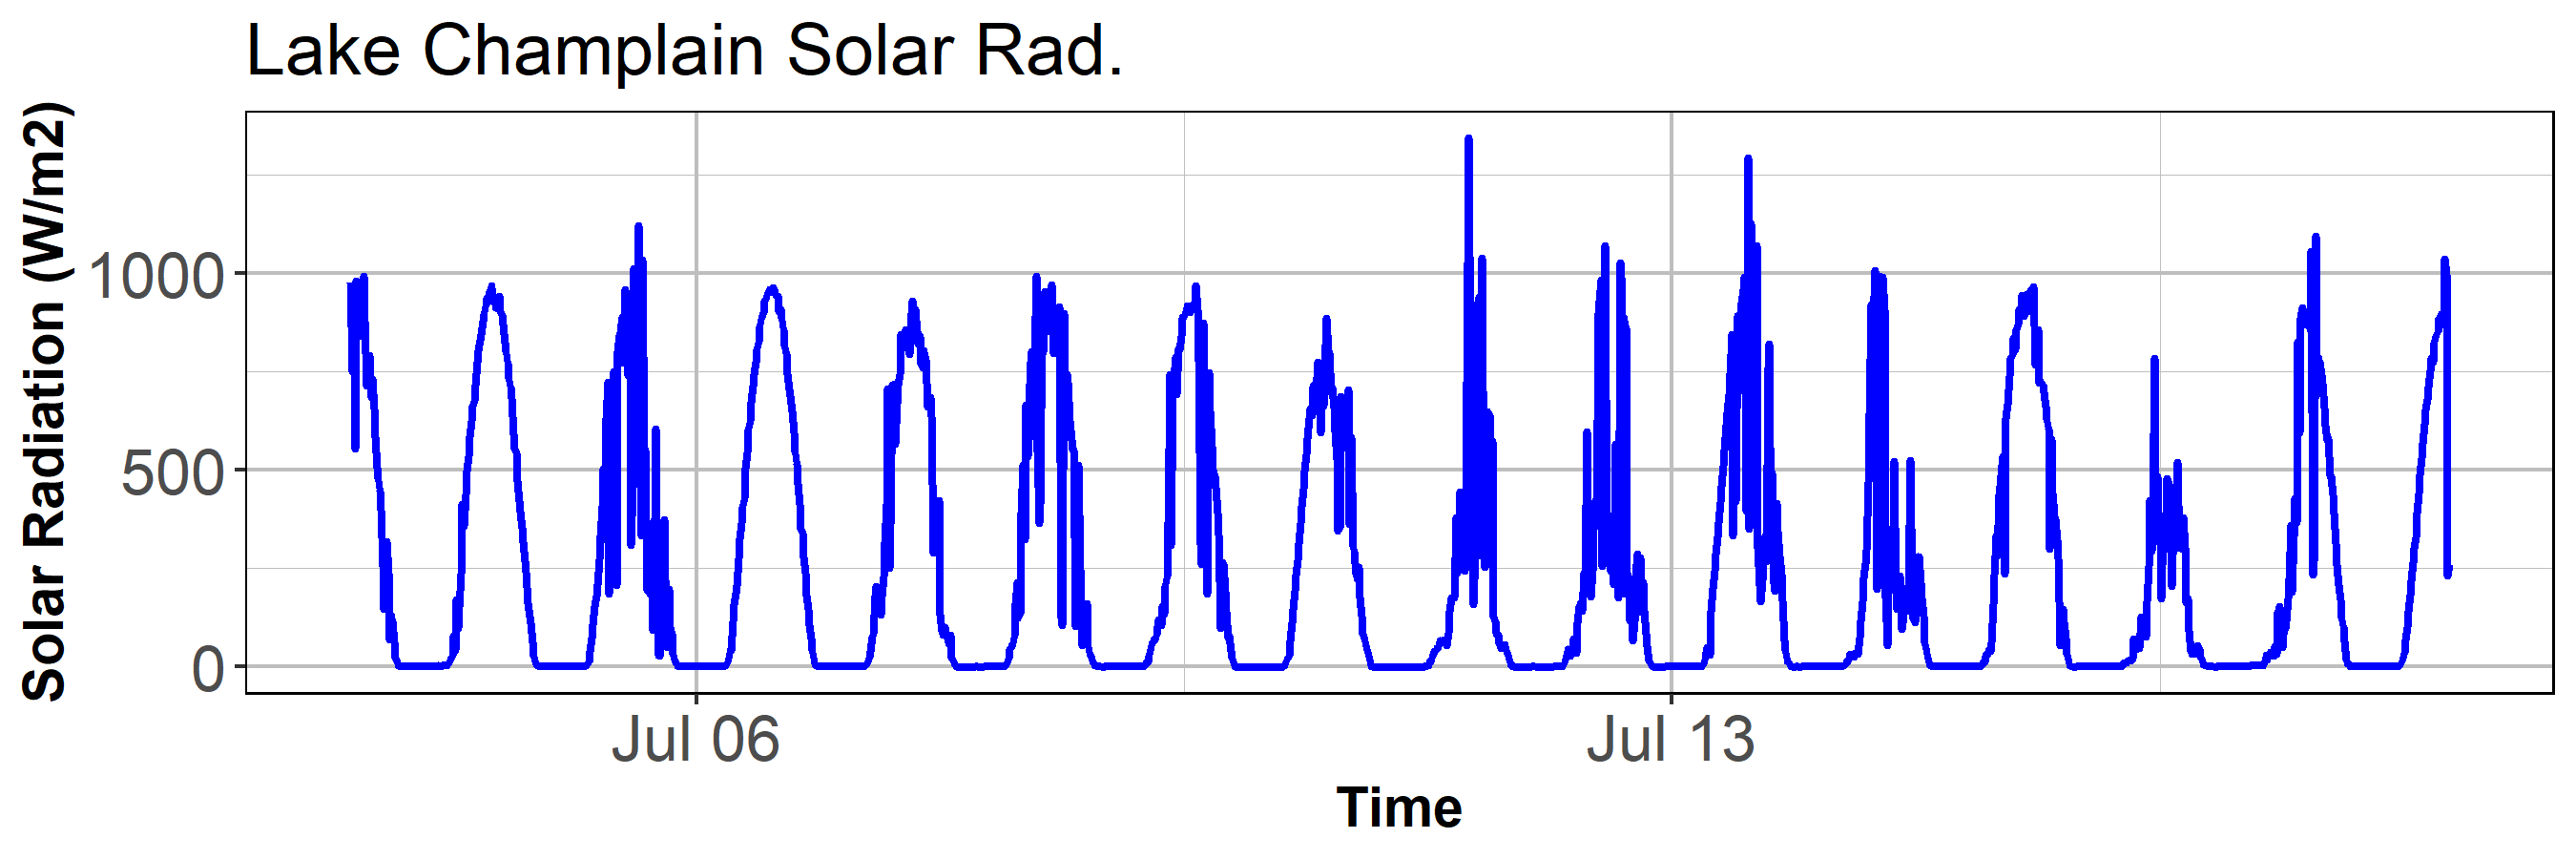 Lake Champlain Solar Rad.
Solar Radiation (W/m2)
1000
500
0
Jul 06
Jul 13
Time